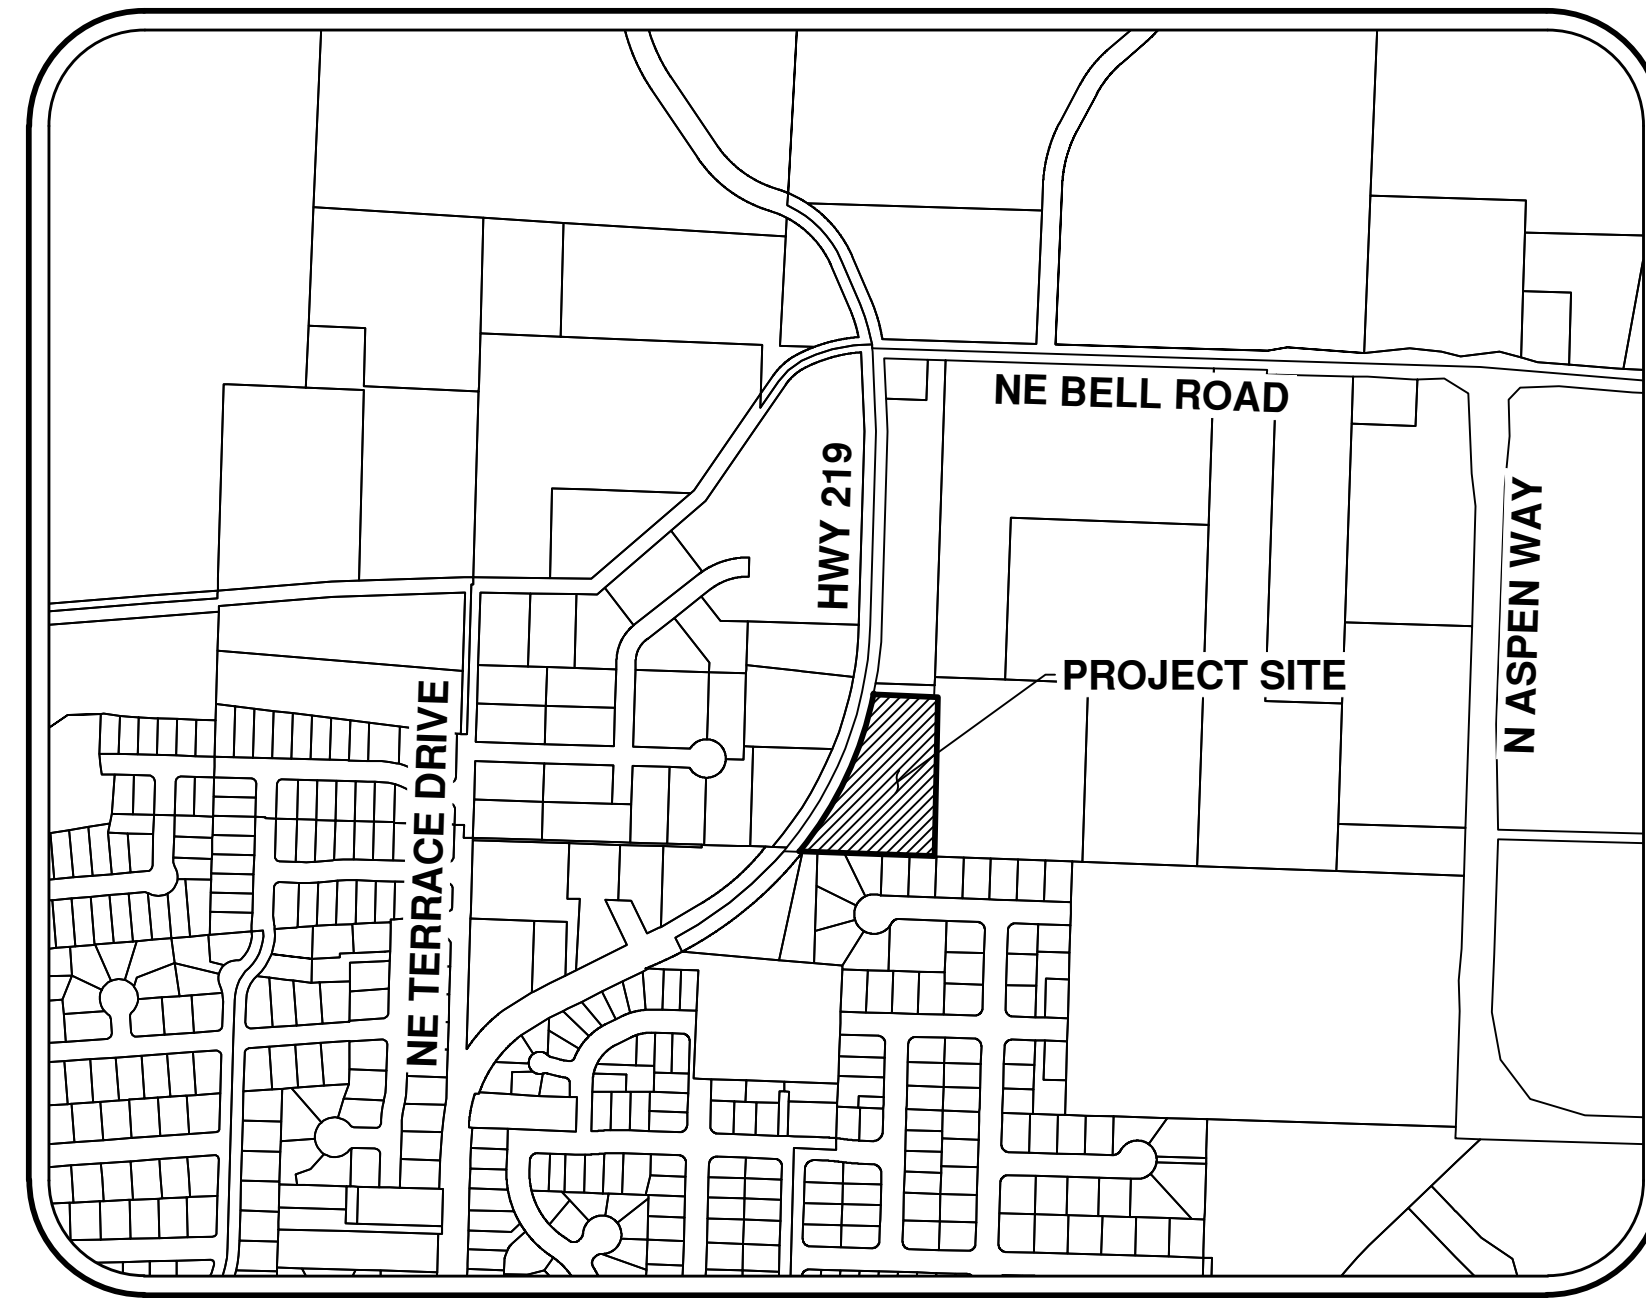 NE BELL ROAD
HWY 219
N ASPEN WAY
PROJECT SITE
NE TERRACE DRIVE